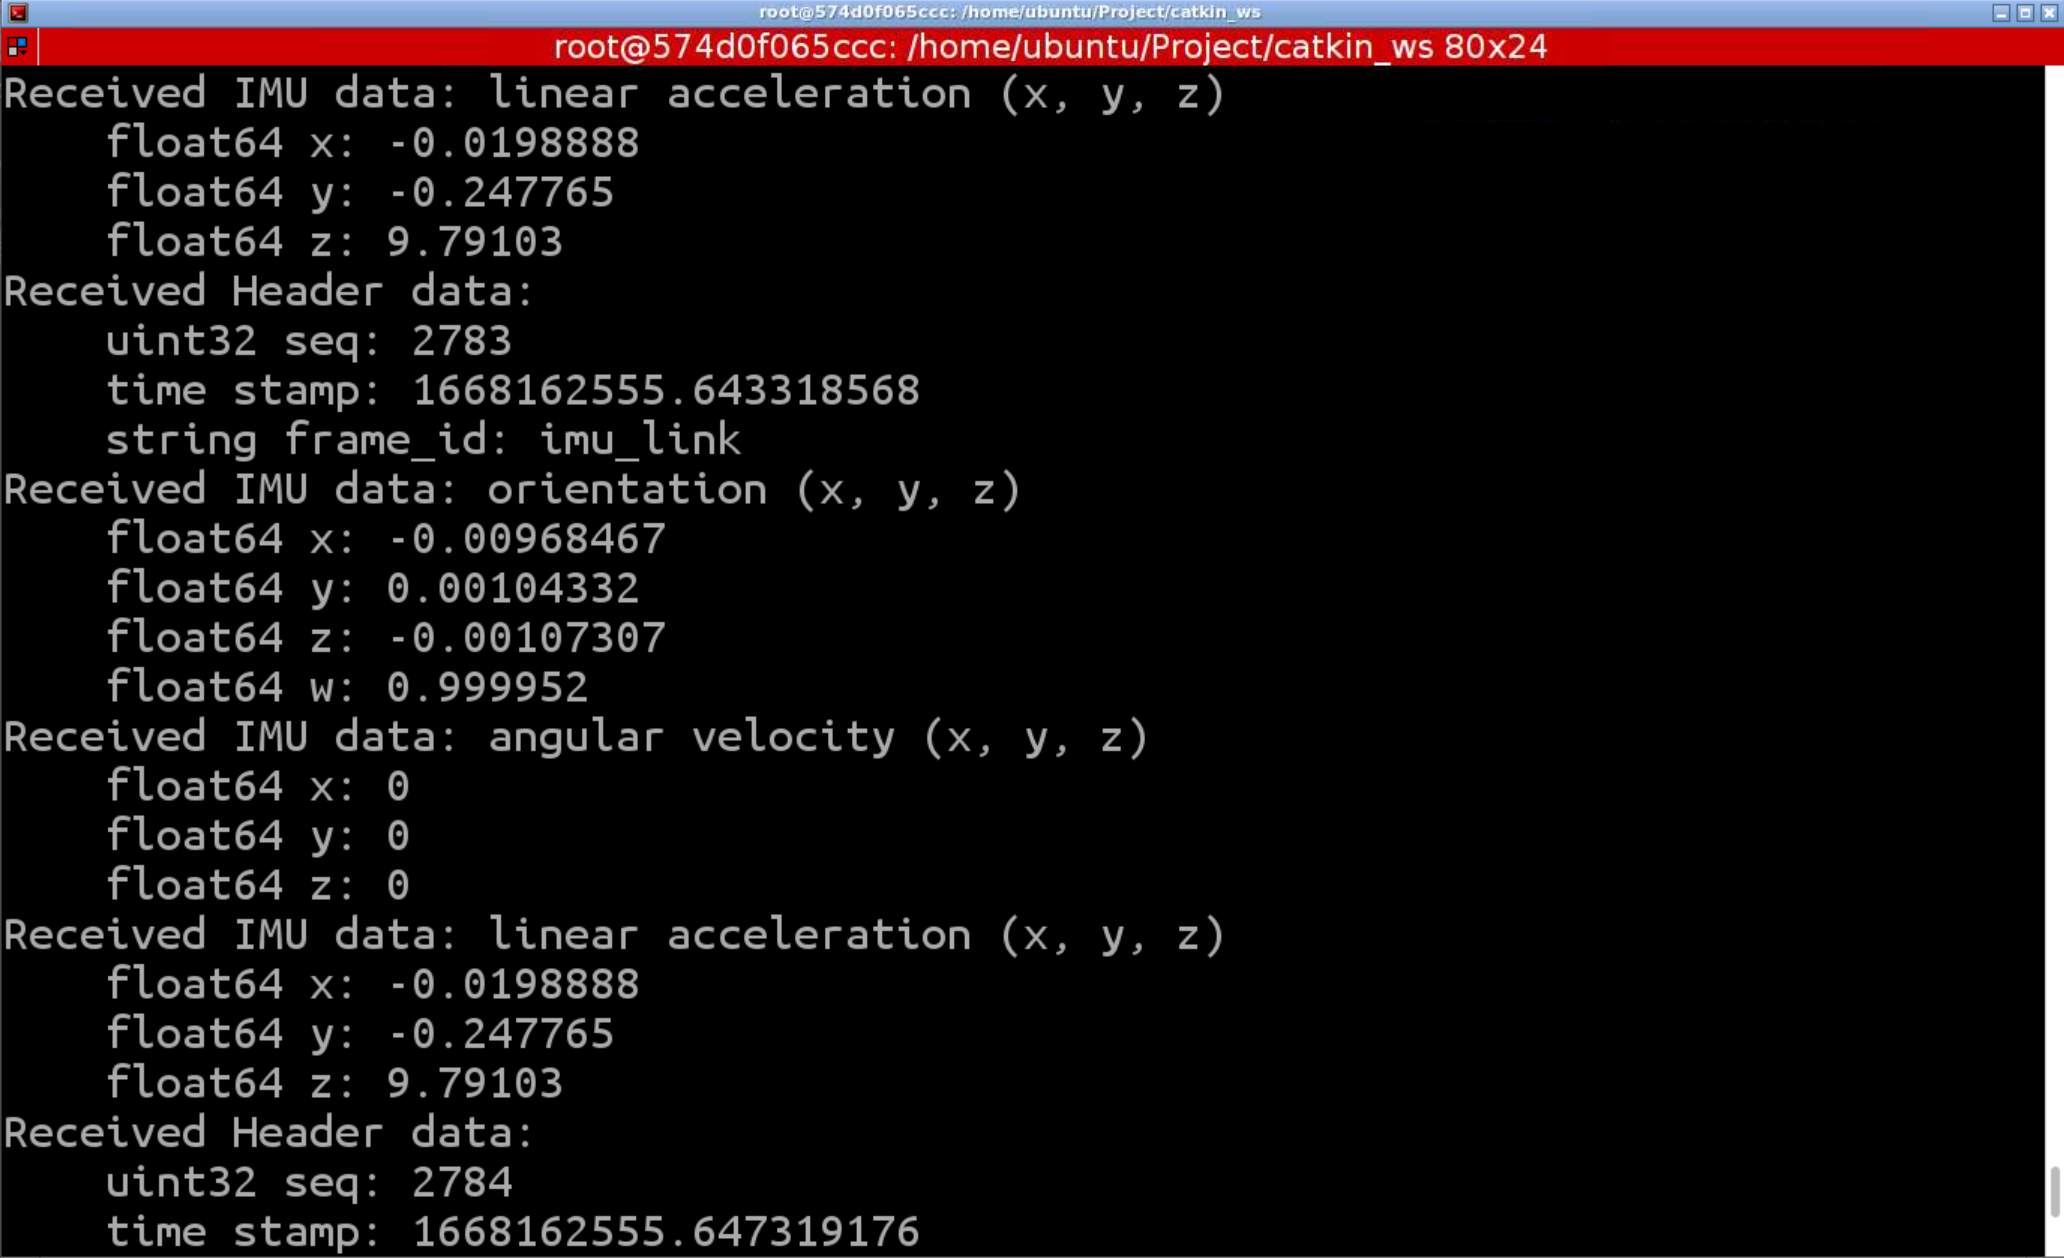 root@574d0f065ccc: /home/ubuntu/Project/catkin_ws
root@574d0f065ccc: /home/ubuntu/Project/catkin_ws 80x24
Received IMU data: linear acceleration (x, y, z)
    float64 x: -0.0198888
    float64 y: -0.247765
    float64 z: 9.79103
Received Header data:
    uint32 seq: 2783
    time stamp: 1668162555.643318568
    string frame_id: imu_link
Received IMU data: orientation (x, y, z)
    float64 x: -0.00968467
    float64 y: 0.00104332
    float64 z: -0.00107307
    float64 w: 0.999952
Received IMU data: angular velocity (x, y, z)
    float64 x: 0
    float64 y: 0
    float64 z: 0
Received IMU data: linear acceleration (x, y, z)
    float64 x: -0.0198888
    float64 y: -0.247765
    float64 z: 9.79103
Received Header data:
    uint32 seq: 2784
    time stamp: 1668162555.647319176